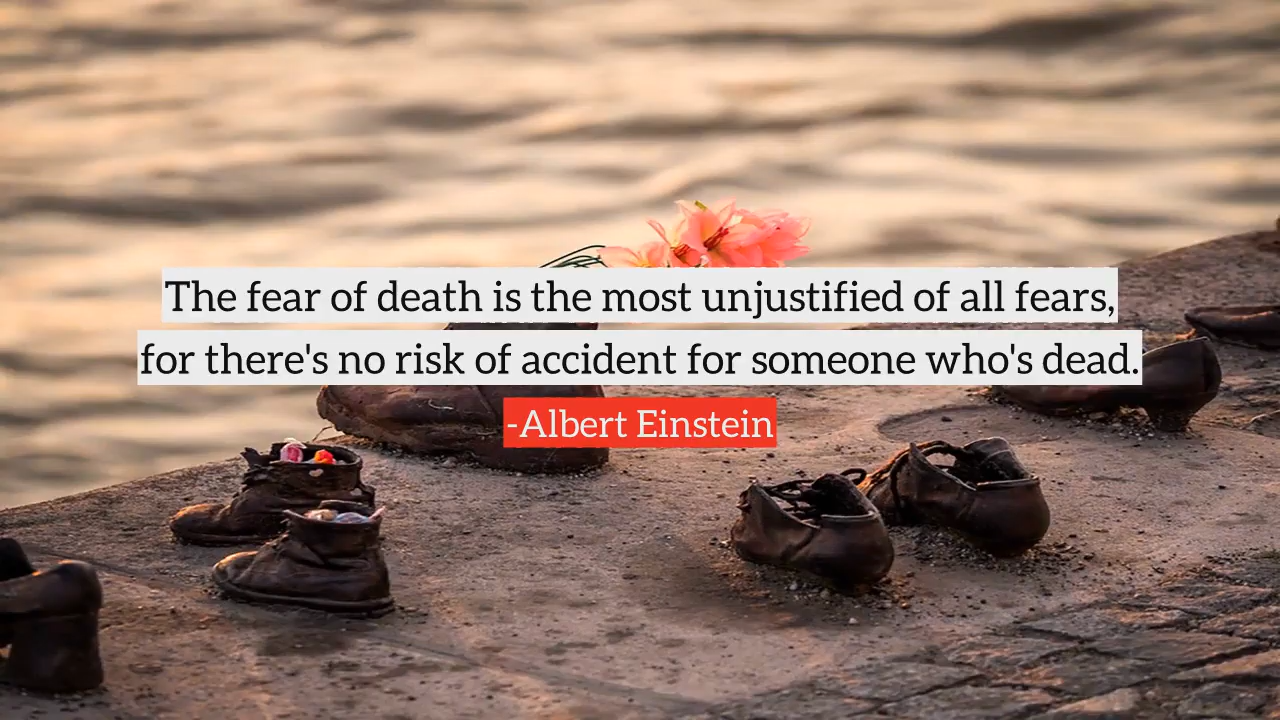 The fear of death is the most unjustified of all fears,
for there's no risk of accident for someone who's dead.
-Albert Einstein